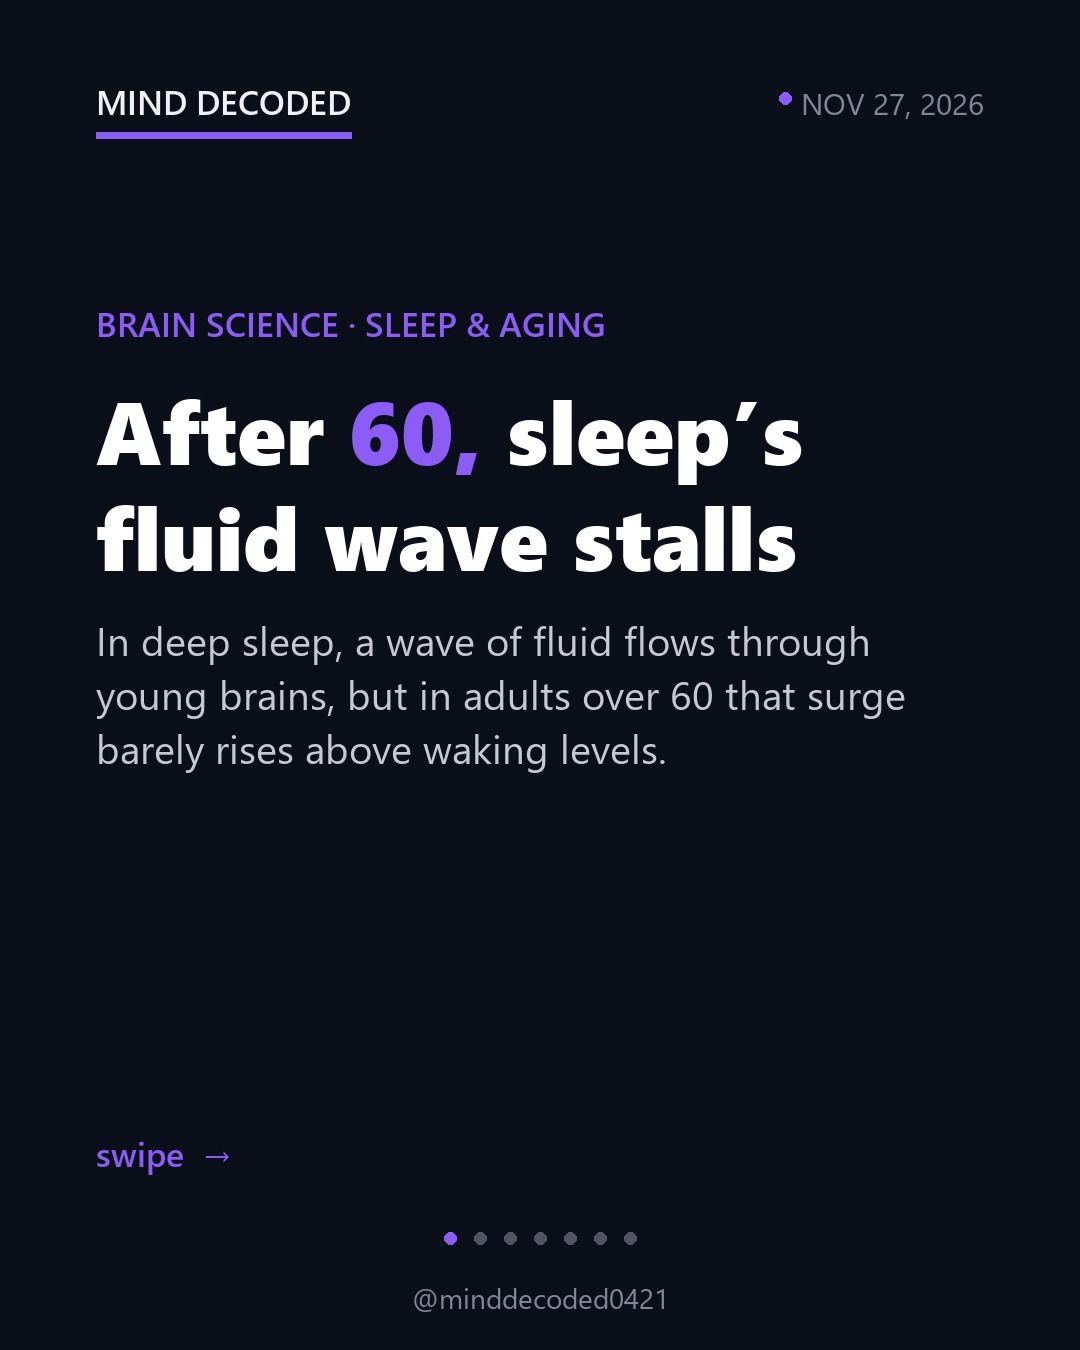 MIND DECODED
NOV 27, 2026
BRAIN SCIENCE · SLEEP & AGING
After 60, sleep’s
fluid wave stalls
In deep sleep, a wave of fluid flows through
young brains, but in adults over 60 that surge
barely rises above waking levels.
swipe →
@minddecoded0421